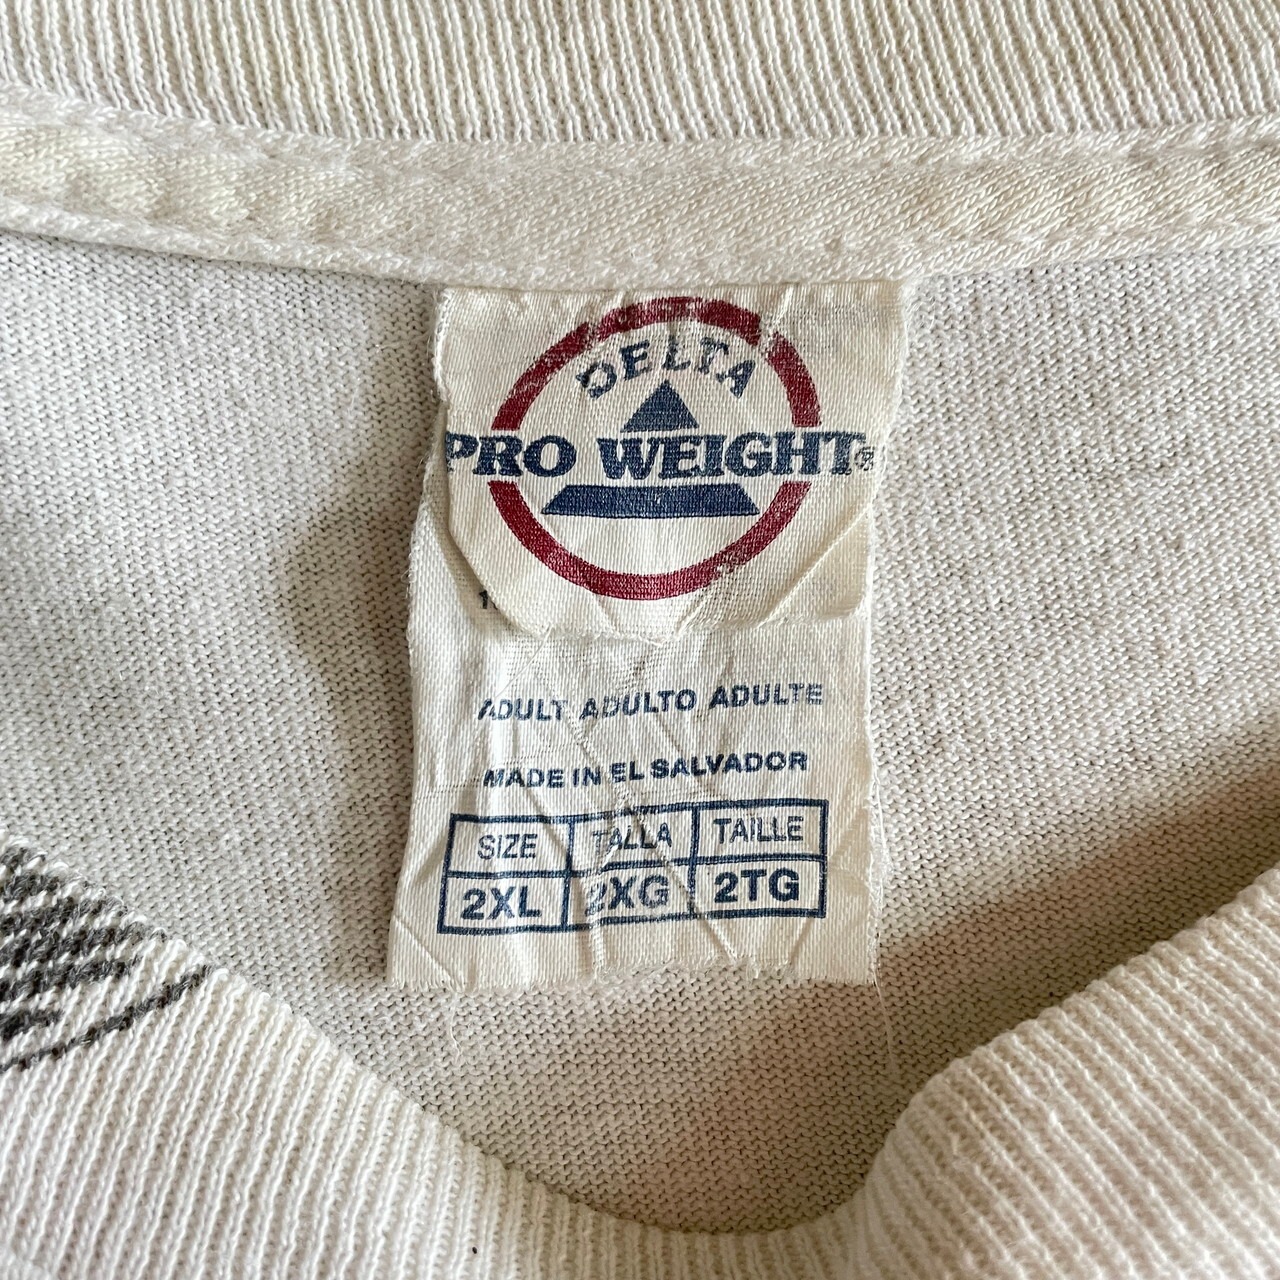 DELTA
PRO WEIGHT®
ADULT ADULTO ADULTE
MADE IN EL SALVADOR
SIZE TALLA TAILLE
2XL 2XG 2TG